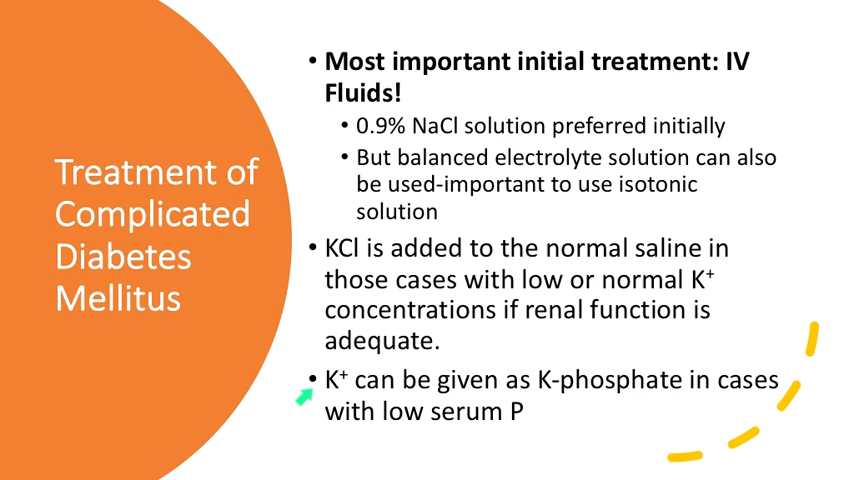 Treatment of
Complicated
Diabetes
Mellitus
• Most important initial treatment: IV
Fluids!
• 0.9% NaCl solution preferred initially
• But balanced electrolyte solution can also
be used-important to use isotonic
solution
• KCl is added to the normal saline in
those cases with low or normal K⁺
concentrations if renal function is
adequate.
• K⁺ can be given as K-phosphate in cases
with low serum P